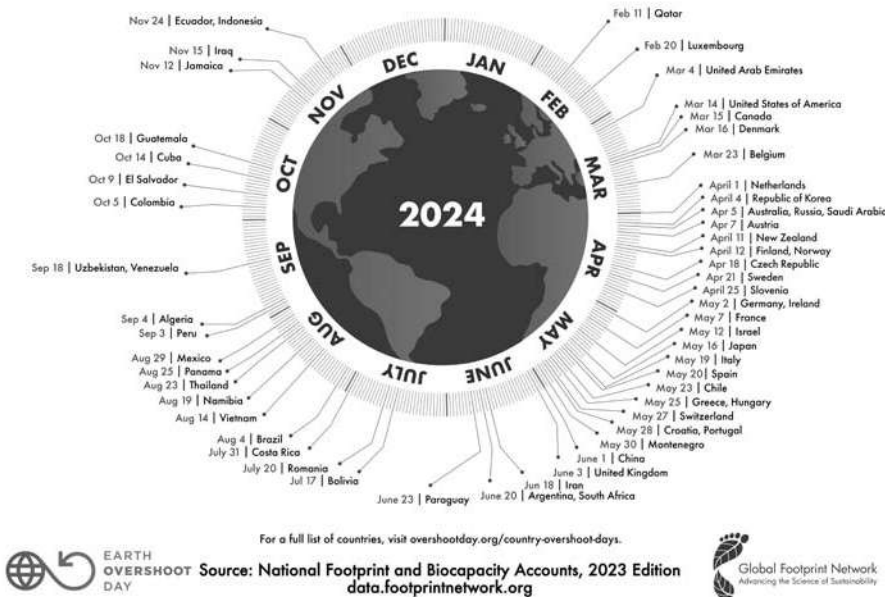 Nov 24 | Ecuador, Indonesia
Nov 15 | Iraq
Nov 12 | Jamaica
Oct 18 | Guatemala
Oct 14 | Cuba
Oct 9 | El Salvador
Oct 5 | Colombia
Sep 18 | Uzbekistan, Venezuela
Sep 4 | Algeria
Sep 3 | Peru
Aug 29 | Mexico
Aug 25 | Panama
Aug 23 | Thailand
Aug 19 | Namibia
Aug 14 | Vietnam
Aug 4 | Brazil
July 31 | Costa Rica
July 20 | Romania
Jul 17 | Bolivia
JAN
FEB
MAR
APR
MAY
JUNE
JULY
AUG
SEP
OCT
NOV
DEC
2024
Feb 11 | Qatar
Feb 20 | Luxembourg
Mar 4 | United Arab Emirates
Mar 14 | United States of America
Mar 15 | Canada
Mar 16 | Denmark
Mar 23 | Belgium
April 1 | Netherlands
April 4 | Republic of Korea
Apr 5 | Australia, Russia, Saudi Arabia
Apr 7 | Austria
April 11 | New Zealand
April 12 | Finland, Norway
Apr 18 | Czech Republic
Apr 21 | Sweden
April 25 | Slovenia
May 2 | Germany, Ireland
May 7 | France
May 12 | Israel
May 16 | Japan
May 19 | Italy
May 20 | Spain
May 23 | Chile
May 25 | Greece, Hungary
May 27 | Switzerland
May 28 | Croatia, Portugal
May 30 | Montenegro
June 1 | China
June 3 | United Kingdom
Jun 18 | Iran
June 20 | Argentina, South Africa
June 23 | Paraguay
For a full list of countries, visit overshootday.org/country-overshoot-days.
EARTH
OVERSHOOT
DAY
Source: National Footprint and Biocapacity Accounts, 2023 Edition
data.footprintnetwork.org
Global Footprint Network
Advancing the Science of Sustainability